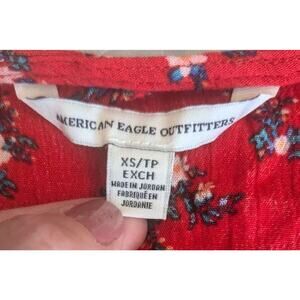 AMERICAN EAGLE OUTFITTERS
XS/TP
EXCH
MADE IN JORDAN
FABRIQUÉ EN
JORDANIE